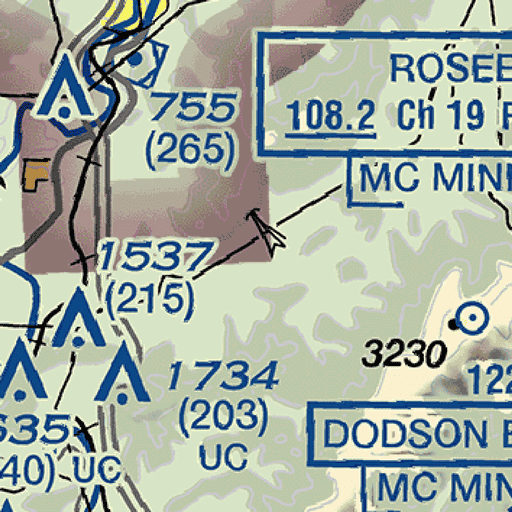 ROSEB
755
(265)
108.2 Ch 19
MC MIN
1537
(215)
3230
122
1734
(203)
UC
635
40) UC
DODSON B
MC MIN